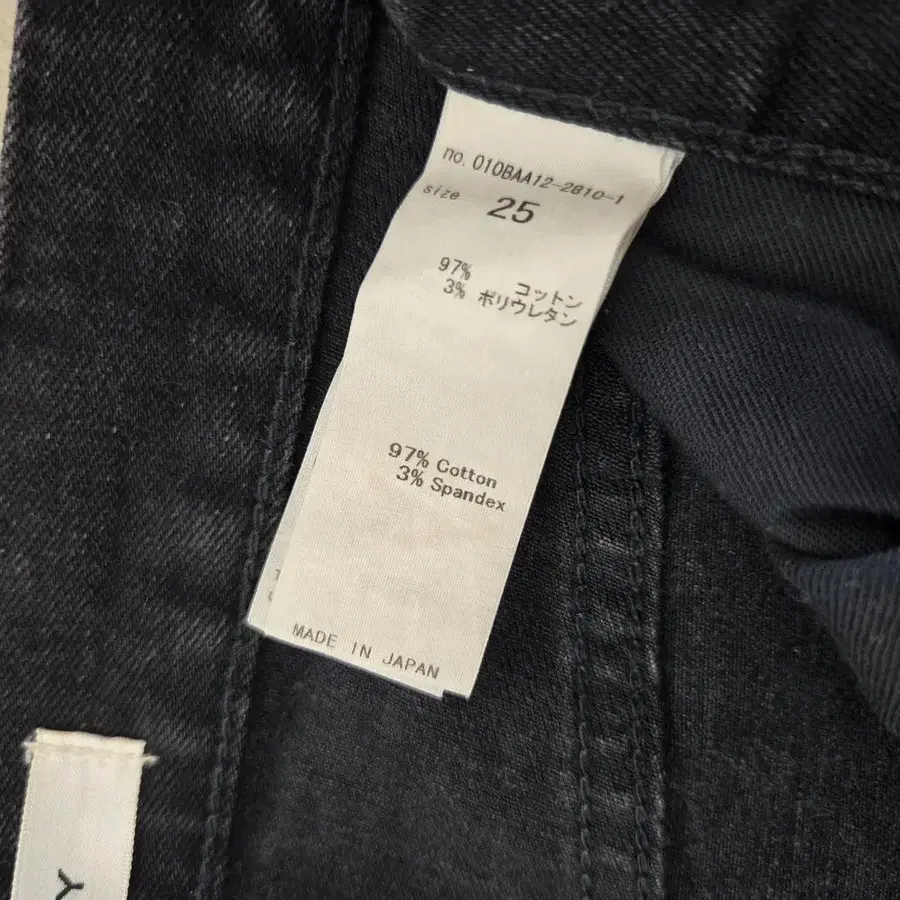 no. 010BAA12-2810-1
size 25
97% コットン
3% ポリウレタン
97% Cotton
3% Spandex
MADE IN JAPAN
Y